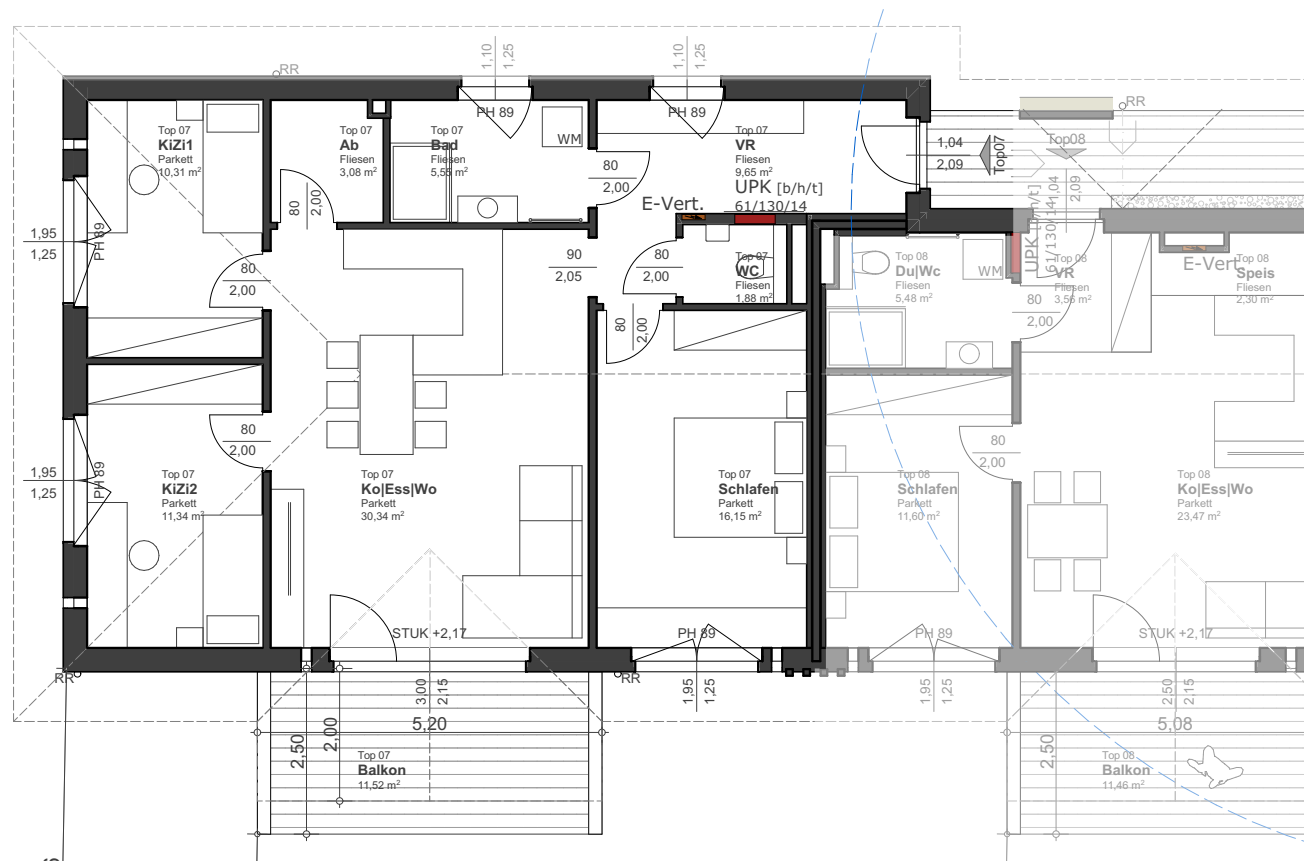 1,10
1,25
1,10
1,25
RR
RR
PH 89
PH 89
Top 07
KiZi1
Parkett
10,31 m²
Top 07
Ab
Fliesen
3,08 m²
Top 07
Bad
Fliesen
5,55 m²
WM
Top 07
VR
Fliesen
9,65 m²
80
2,00
80
2,00
1,04
2,09
Top07
Top08
1,04
2,09
UPK [b/h/t]
61/130/14
E-Vert.
UPK [b/h/t]
61/130/14
1,95
1,25
PH 89
80
2,00
90
2,05
80
2,00
Top 07
WC
Fliesen
1,88 m²
80
2,00
Top 08
Du|Wc
Fliesen
5,48 m²
WM
Top 08
VR
Fliesen
80
2,00
E-Vert.
Top 08
Speis
Fliesen
2,30 m²
80
2,00
80
2,00
1,95
1,25
PH 89
Top 07
KiZi2
Parkett
11,34 m²
Top 07
Ko|Ess|Wo
Parkett
30,34 m²
Top 07
Schlafen
Parkett
16,15 m²
Top 08
Schlafen
Parkett
11,60 m²
Top 08
Ko|Ess|Wo
Parkett
23,47 m²
STUK +2,17
PH 89
PH 89
STUK +2,17
RR
RR
3,00
2,15
1,95
1,25
1,95
1,25
2,50
2,15
5,20
5,08
2,50
2,00
2,50
Top 07
Balkon
11,52 m²
Top 08
Balkon
11,46 m²